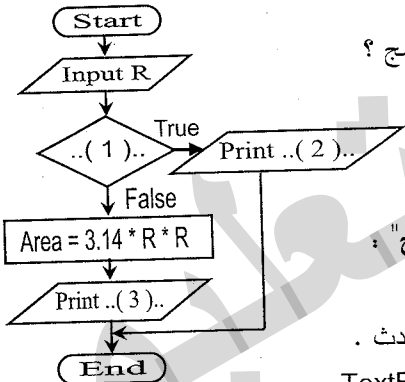 Start
Input R
..( 1 )..
True
Print ..( 2 )..
False
Area = 3.14 * R * R
Print ..( 3 )..
End
؟
" :
.